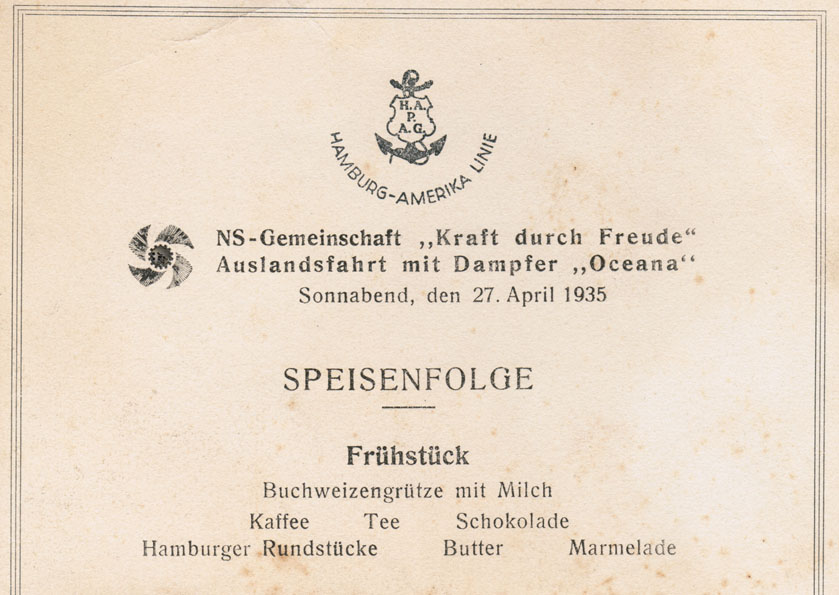 H.A.
P.
A.G.
HAMBURG-AMERIKA LINIE
NS-Gemeinschaft „Kraft durch Freude“
Auslandsfahrt mit Dampfer „Oceana“
Sonnabend, den 27. April 1935
SPEISENFOLGE
Frühstück
Buchweizengrütze mit Milch
Kaffee Tee Schokolade
Hamburger Rundstücke Butter Marmelade